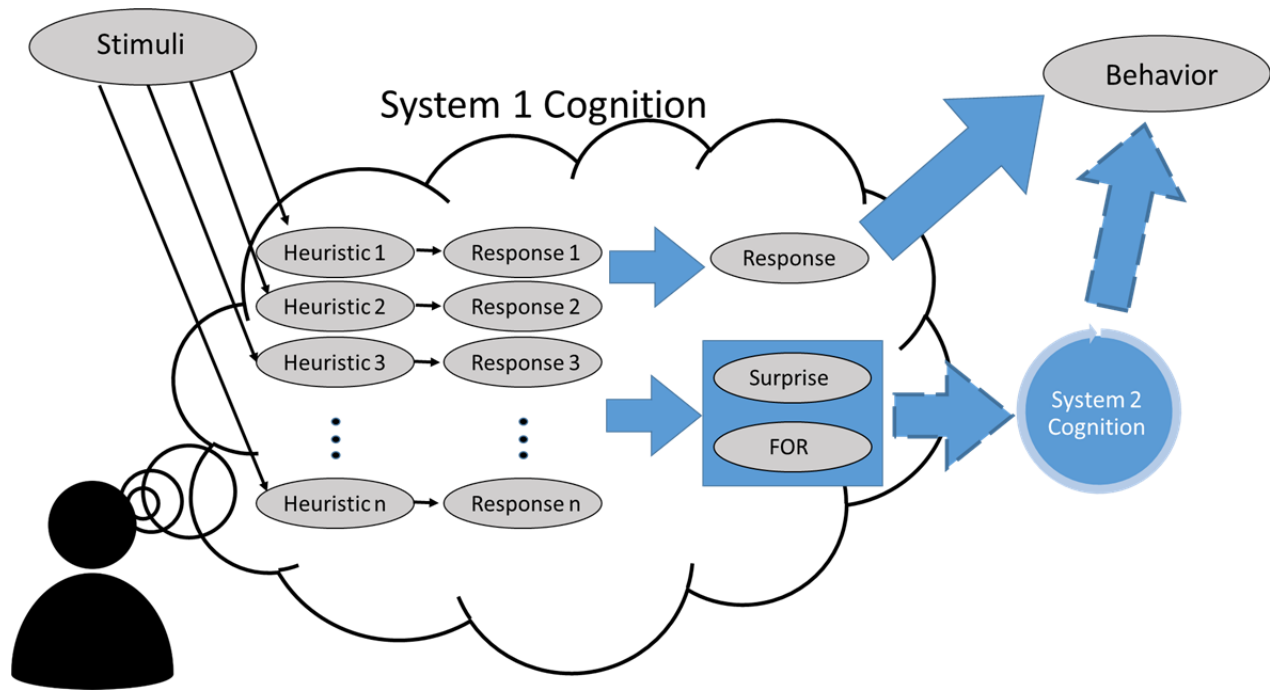 Stimuli
Behavior
System 1 Cognition
Heuristic 1
Response 1
Response
Heuristic 2
Response 2
Heuristic 3
Response 3
Surprise
FOR
System 2
Cognition
Heuristic n
Response n